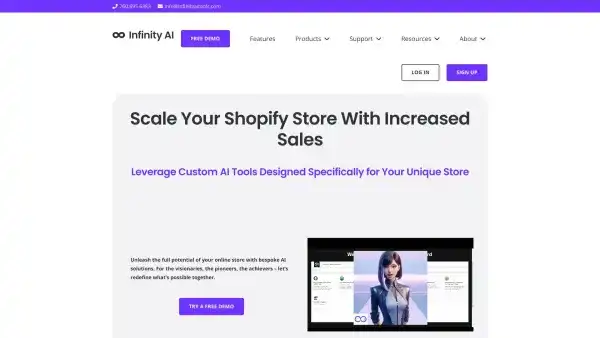 Infinity AI
FREE DEMO
Features
Products
Support
Resources
About
LOG IN
SIGN UP
Scale Your Shopify Store With Increased
Sales
Leverage Custom AI Tools Designed Specifically for Your Unique Store
Unleash the full potential of your online store with bespoke AI
solutions. For the visionaries, the pioneers, the achievers – let's
redefine what's possible together.
TRY A FREE DEMO